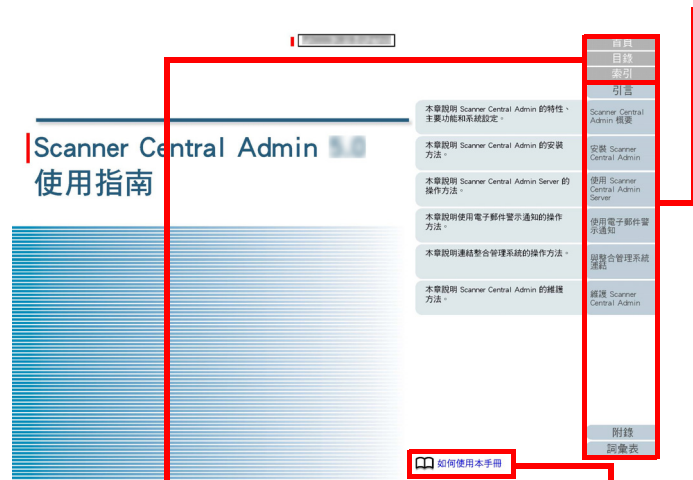 首頁
目錄
索引
引言
Scanner Central Admin
使用指南
本章說明 Scanner Central Admin 的特性、
主要功能和系統設定。
Scanner Central
Admin 概要
本章說明 Scanner Central Admin 的安裝
方法。
安裝 Scanner
Central Admin
本章說明 Scanner Central Admin Server 的
操作方法。
使用 Scanner
Central Admin
Server
本章說明使用電子郵件警示通知的操作
方法。
使用電子郵件警
示通知
本章說明連結整合管理系統的操作方法。
與整合管理系統
連結
本章說明 Scanner Central Admin 的維護
方法。
維護 Scanner
Central Admin
附錄
詞彙表
如何使用本手冊